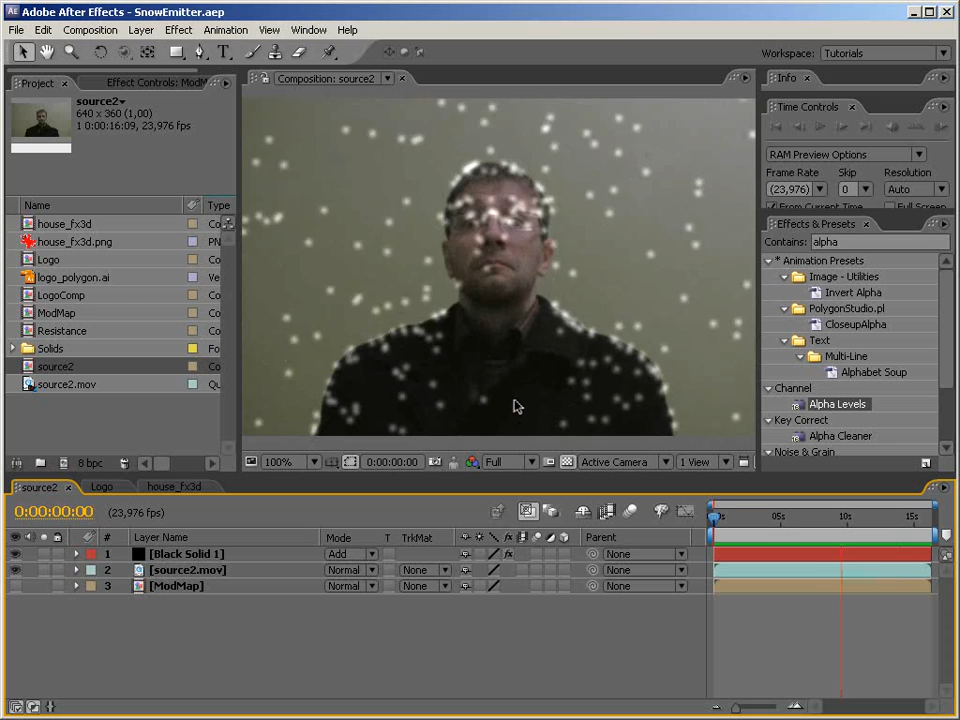 Adobe After Effects - SnowEmitter.aep
File Edit Composition Layer Effect Animation View Window Help
Workspace: Tutorials
Project Effect Controls: ModM
Composition: source2
Info
source2
640 x 360 (1,00)
1 0:00:16:09, 23,976 fps
Time Controls
RAM Preview Options
Frame Rate Skip Resolution
(23,976) 0 Auto
From Current Time Full Screen
Name Type
house_fx3d Co
house_fx3d.png PN
Logo Co
logo_polygon.ai Ve
LogoComp Co
ModMap Co
Resistance Co
Solids Fo
source2 Co
source2.mov Qu
8 bpc
Effects & Presets
Contains: alpha
* Animation Presets
Image - Utilities
Invert Alpha
PolygonStudio.pl
CloseupAlpha
Text
Multi-Line
Alphabet Soup
Channel
Alpha Levels
Key Correct
Alpha Cleaner
Noise & Grain
100% 0:00:00:00 Full Active Camera 1 View
source2 Logo house_fx3d
0:00:00:00 (23,976 fps)
05s 10s 15s
# Layer Name Mode T TrkMat Parent
1 [Black Solid 1] Add None
2 [source2.mov] Normal None None
3 [ModMap] Normal None None